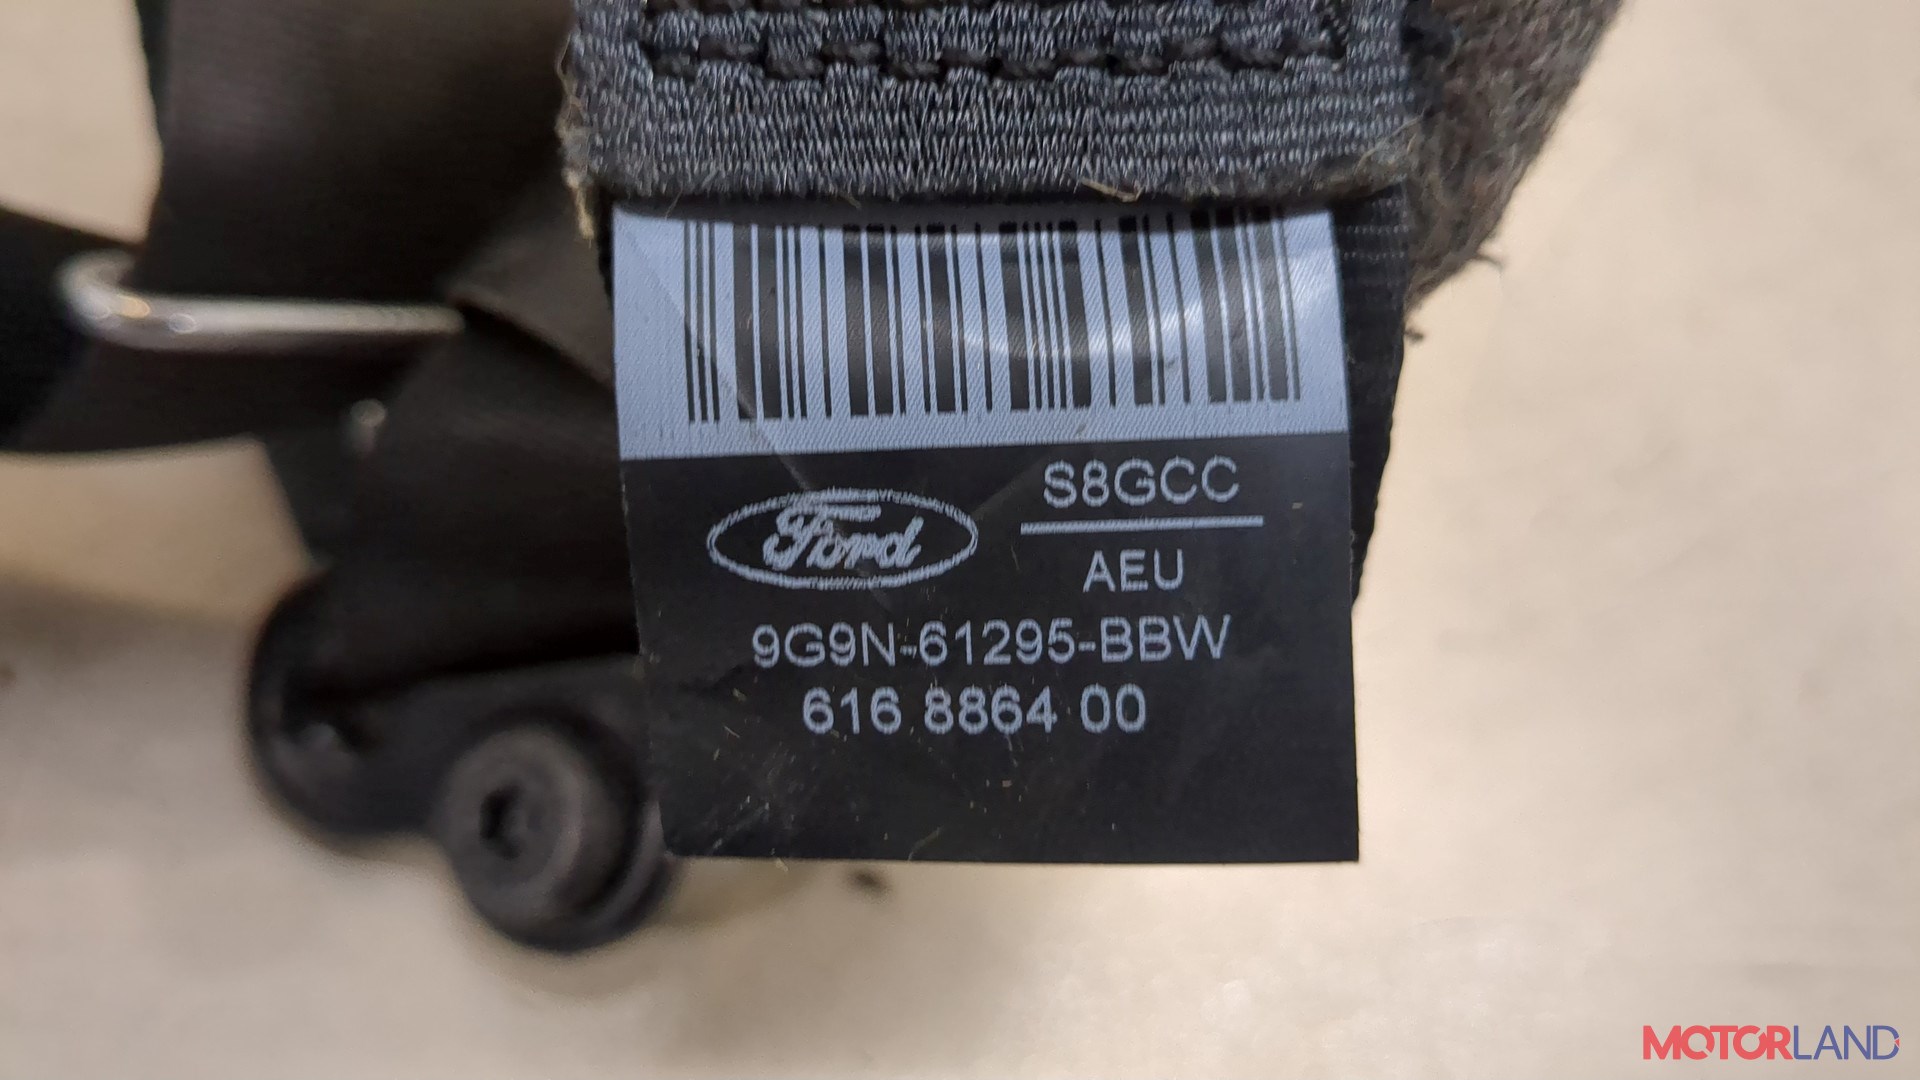 Ford
S8GCC
AEU
9G9N-61295-BBW
616 8864 00
MOTORLAND